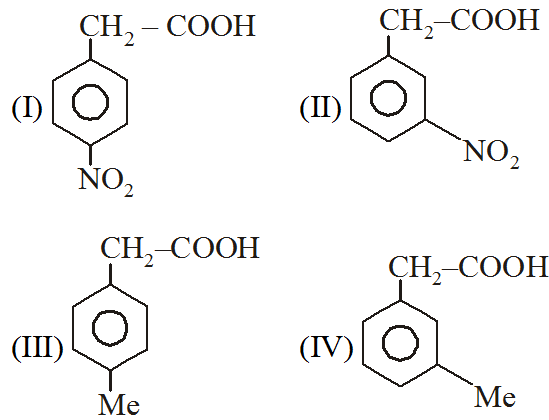 CH₂ – COOH
(I)
NO₂
CH₂–COOH
(II)
NO₂
CH₂–COOH
(III)
Me
CH₂–COOH
(IV)
Me